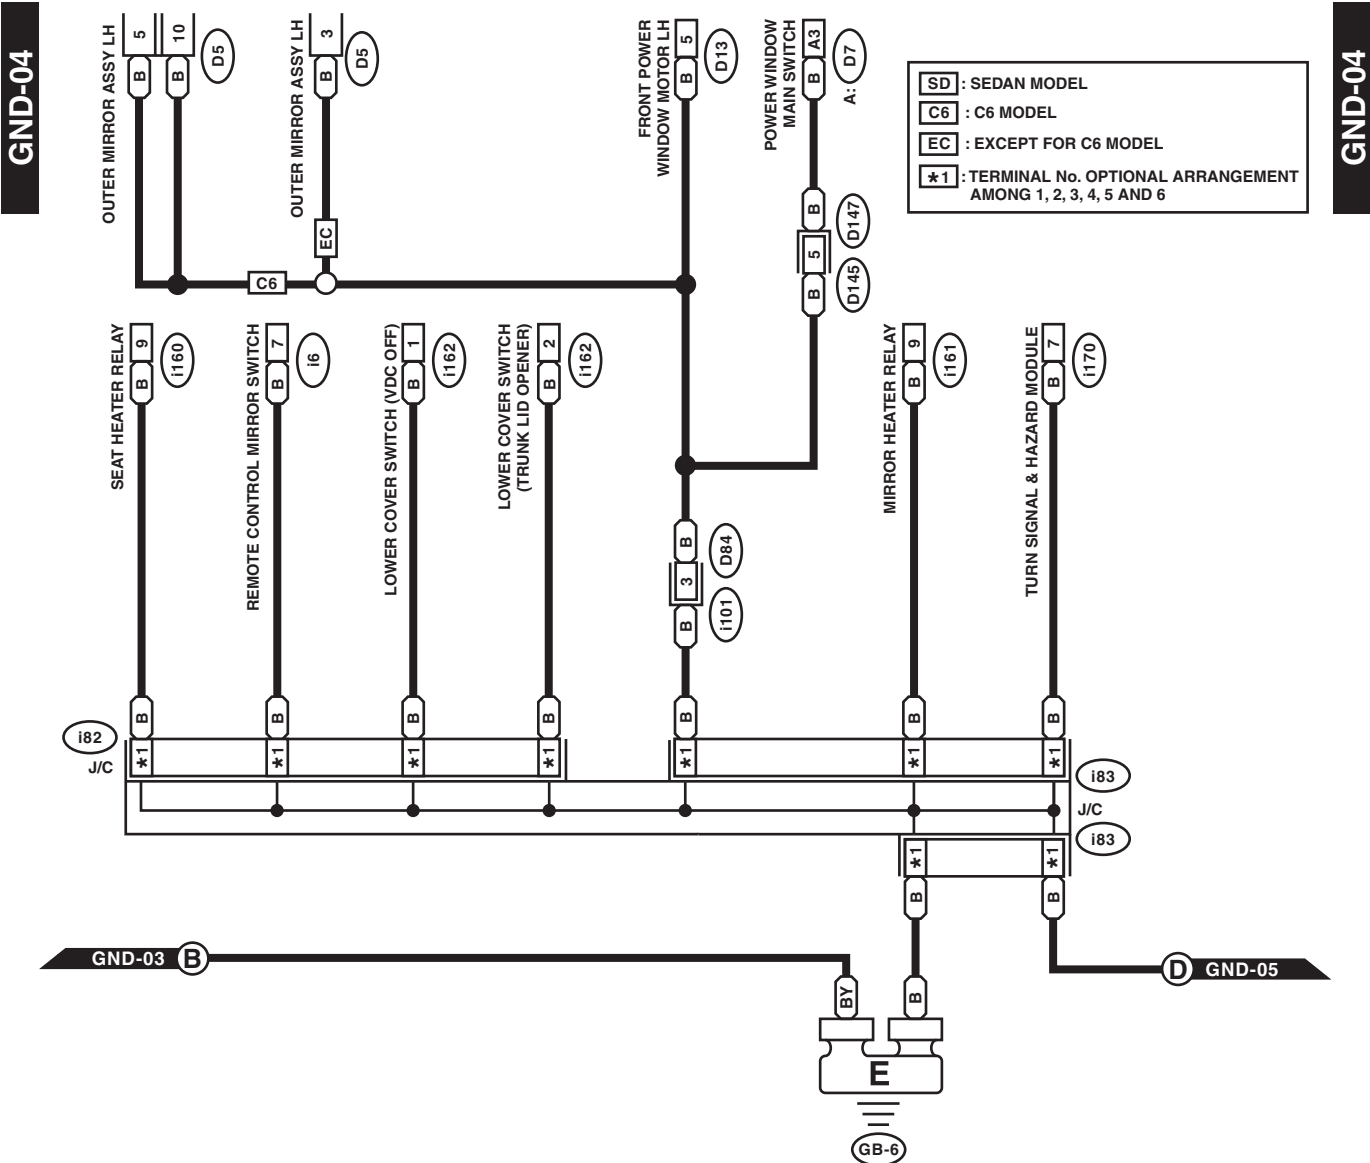 GND-04
GND-04
OUTER MIRROR ASSY LH
5
10
B
B
D5
OUTER MIRROR ASSY LH
3
B
D5
EC
C6
FRONT POWER
WINDOW MOTOR LH
5
B
D13
POWER WINDOW
MAIN SWITCH
A3
B
D7
A:
B
D147
5
B
D145
SD : SEDAN MODEL
C6 : C6 MODEL
EC : EXCEPT FOR C6 MODEL
*1 : TERMINAL No. OPTIONAL ARRANGEMENT
AMONG 1, 2, 3, 4, 5 AND 6
SEAT HEATER RELAY
9
B
i160
REMOTE CONTROL MIRROR SWITCH
7
B
i6
LOWER COVER SWITCH (VDC OFF)
1
B
i162
LOWER COVER SWITCH
(TRUNK LID OPENER)
2
B
i162
MIRROR HEATER RELAY
9
B
i161
TURN SIGNAL & HAZARD MODULE
7
B
i170
B
D84
3
B
i101
B
B
B
B
B
B
B
i82
J/C
*1
*1
*1
*1
*1
*1
*1
i83
J/C
i83
*1
*1
B
B
GND-03
B
D
GND-05
BY
B
E
GB-6